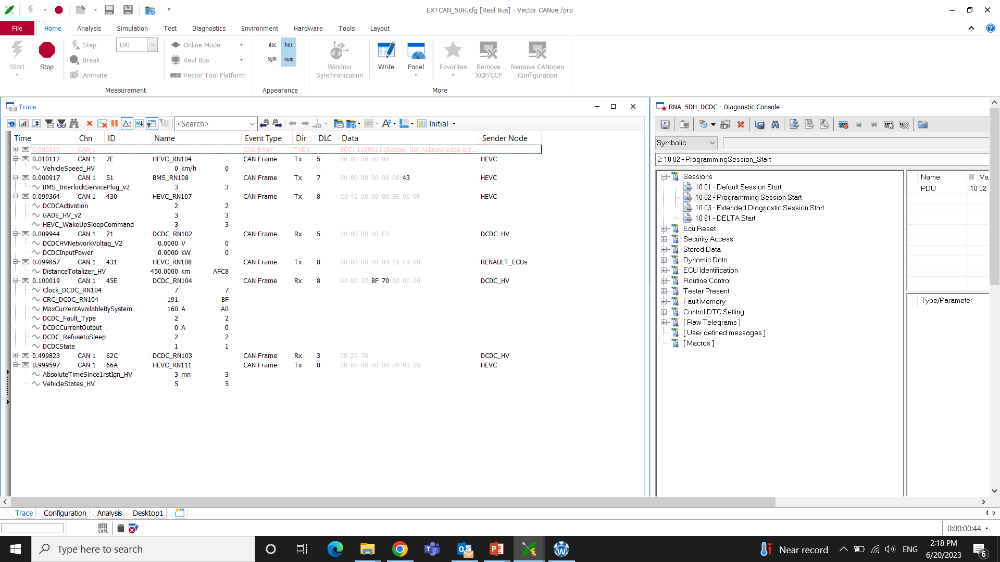 EXTCAN_5DH.cfg [Real Bus] - Vector CANoe /pro
File Home Analysis Simulation Test Diagnostics Environment Hardware Tools Layout
Start
Stop
Step 100
Break
Animate
Measurement
Online Mode
Real Bus
Vector Tool Platform
dec hex
sym num
Appearance
Window
Synchronization
Write
Panel
Favorites
Remove
XCP/CCP
Remove CANopen
Configuration
More
Trace
<Search> Initial
Time Chn ID Name Event Type Dir DLC Data Sender Node
0.000210 CAN 1 CAN Error TxErr ECC: 110001110xxxxx, Not Acknowledge err...
0.010112 CAN 1 7E HEVC_RN104 CAN Frame Tx 5 00 00 00 00 00 HEVC
VehicleSpeed_HV 0 km/h 0
0.000917 CAN 1 51 BMS_RN108 CAN Frame Tx 7 00 00 00 00 00 00 43 HEVC
BMS_InterlockServicePlug_v2 3 3
0.099364 CAN 1 430 HEVC_RN107 CAN Frame Tx 8 C0 40 00 00 00 E0 00 0F HEVC
DCDCActivation 2 2
GADE_HV_v2 3 3
HEVC_WakeUpSleepCommand 3 3
0.009944 CAN 1 71 DCDC_RN102 CAN Frame Rx 5 00 00 00 00 F0 DCDC_HV
DCDCHVNetworkVoltag_V2 0.0000 V 0
DCDCInputPower 0.0000 kW 0
0.099857 CAN 1 431 HEVC_RN108 CAN Frame Tx 8 00 00 00 00 00 15 F9 00 RENAULT_ECUs
DistanceTotalizer_HV 450.0000 km AFC8
0.100019 CAN 1 45E DCDC_RN104 CAN Frame Rx 8 A0 00 52 BF 70 00 00 00 DCDC_HV
Clock_DCDC_RN104 7 7
CRC_DCDC_RN104 191 BF
MaxCurrentAvailableBySystem 160 A A0
DCDC_Fault_Type 2 2
DCDCCurrentOutput 0 A 0
DCDC_RefusetoSleep 2 2
DCDCState 1 1
0.499823 CAN 1 62C DCDC_RN103 CAN Frame Rx 3 09 25 70 DCDC_HV
0.999597 CAN 1 66A HEVC_RN111 CAN Frame Tx 8 30 00 00 00 00 00 03 05 HEVC
AbsoluteTimeSince1rstIgn_HV 3 mn 3
VehicleStates_HV 5 5
RNA_5DH_DCDC - Diagnostic Console
Symbolic
2: 10 02 - ProgrammingSession_Start
Sessions
10 01 - Default Session Start
10 02 - Programming Session Start
10 03 - Extended Diagnostic Session Start
10 61 - DELTA Start
Ecu Reset
Security Access
Stored Data
Dynamic Data
ECU Identification
Routine Control
Tester Present
Fault Memory
Control DTC Setting
[ Raw Telegrams ]
[ User defined messages ]
[ Macros ]
Name Va
PDU 10 02
Type/Parameter
Trace Configuration Analysis Desktop1
CAPL
0:00:00:44
Type here to search
Near record
ENG
2:18 PM
6/20/2023
6